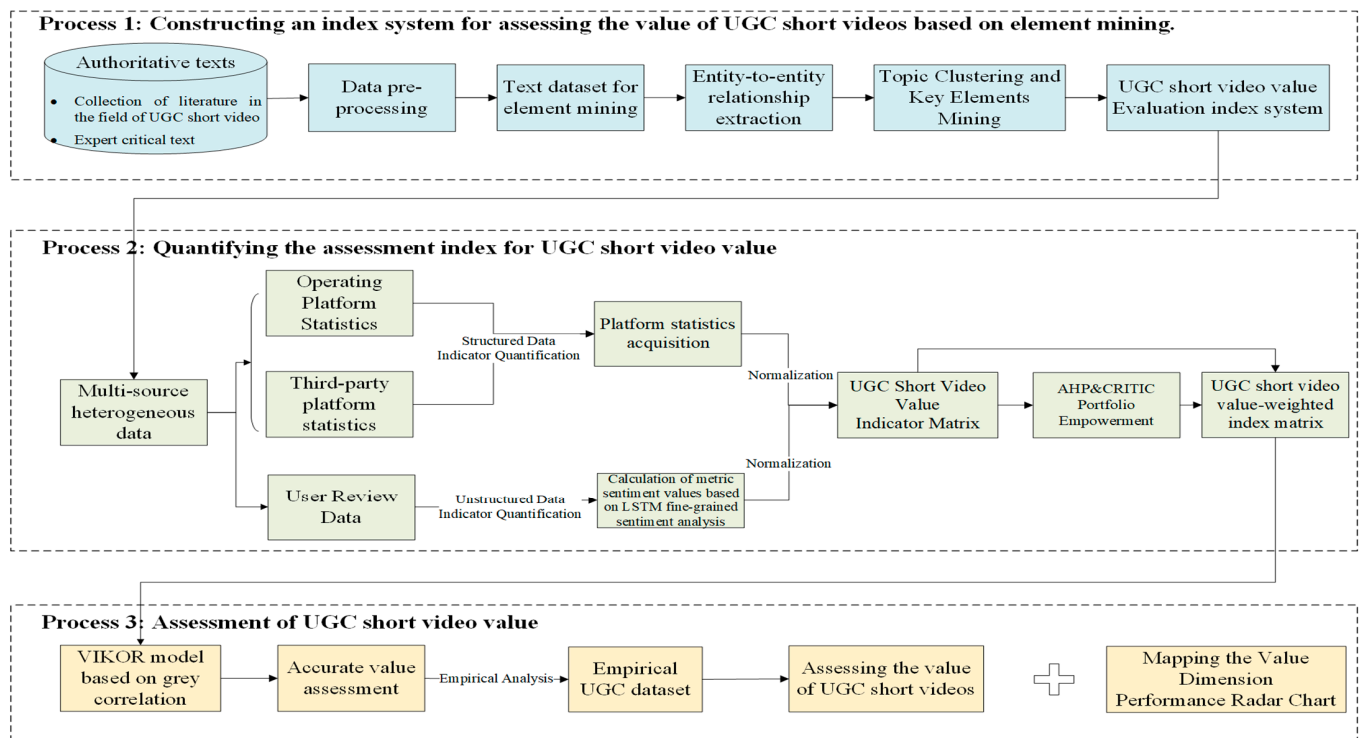 Process 1: Constructing an index system for assessing the value of UGC short videos based on element mining.
Authoritative texts
• Collection of literature in
the field of UGC short video
• Expert critical text
Data pre-
processing
Text dataset for
element mining
Entity-to-entity
relationship
extraction
Topic Clustering and
Key Elements
Mining
UGC short video value
Evaluation index system
Process 2: Quantifying the assessment index for UGC short video value
Multi-source
heterogeneous
data
Operating
Platform
Statistics
Third-party
platform
statistics
User Review
Data
Structured Data
Indicator Quantification
Unstructured Data
Indicator Quantification
Platform statistics
acquisition
Calculation of metric
sentiment values based
on LSTM fine-grained
sentiment analysis
Normalization
Normalization
UGC Short Video
Value
Indicator Matrix
AHP&CRITIC
Portfolio
Empowerment
UGC short video
value-weighted
index matrix
Process 3: Assessment of UGC short video value
VIKOR model
based on grey
correlation
Accurate value
assessment
Empirical Analysis
Empirical
UGC dataset
Assessing the value
of UGC short videos
Mapping the Value
Dimension
Performance Radar Chart